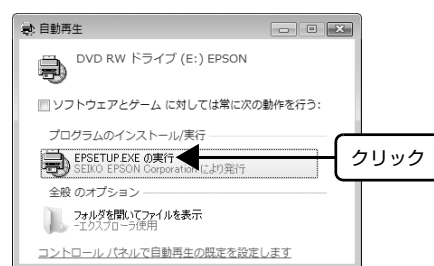 自動再生
DVD RW ドライブ (E:) EPSON
ソフトウェアとゲーム に対しては常に次の動作を行う:
プログラムのインストール/実行
EPSETUP.EXE の実行
クリック
SEIKO EPSON Corporation により発行
全般 のオプション
フォルダを開いてファイルを表示
-エクスプローラ使用
コントロール パネルで自動再生の既定を設定します